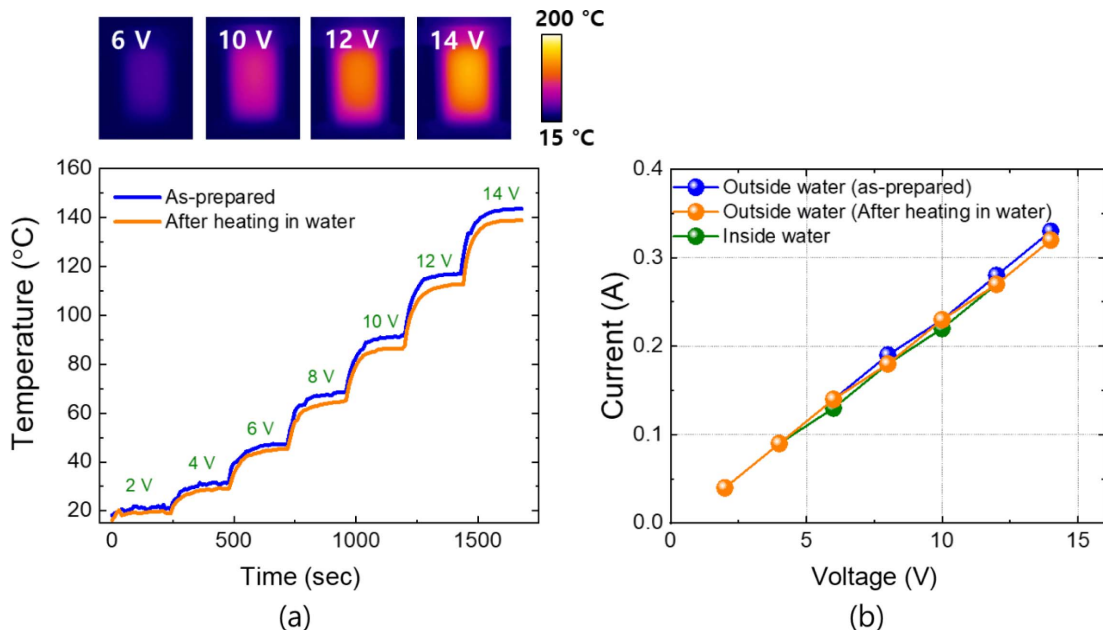 6 V 10 V 12 V 14 V
200 °C
15 °C
160
140
120
100
80
60
40
20
Temperature (°C)
As-prepared
After heating in water
2 V
4 V
6 V
8 V
10 V
12 V
14 V
0 500 1000 1500
Time (sec)
(a)
0.4
0.3
0.2
0.1
0.0
Current (A)
Outside water (as-prepared)
Outside water (After heating in water)
Inside water
0 5 10 15
Voltage (V)
(b)